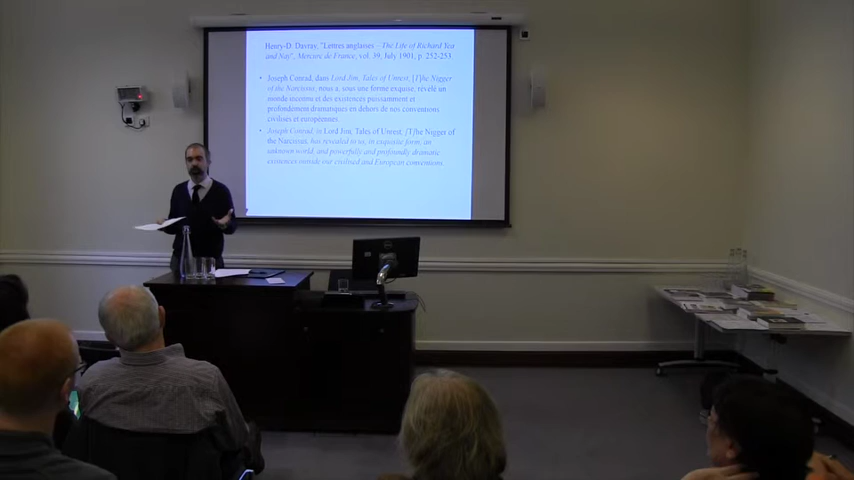 Henry-D. Davray, "Lettres anglaises – The Life of Richard Yea
and Nay", Mercure de France, vol. 39, July 1901, p. 252-253.
• Joseph Conrad, dans Lord Jim, Tales of Unrest, [T]he Nigger
of the Narcissus, nous a, sous une forme exquise, révélé un
monde inconnu et des existences puissamment et
profondément dramatiques en dehors de nos conventions
civilisées et européennes.
• Joseph Conrad, in Lord Jim, Tales of Unrest, [T]he Nigger of
the Narcissus, has revealed to us, in exquisite form, an
unknown world, and powerfully and profoundly dramatic
existences outside our civilised and European conventions.